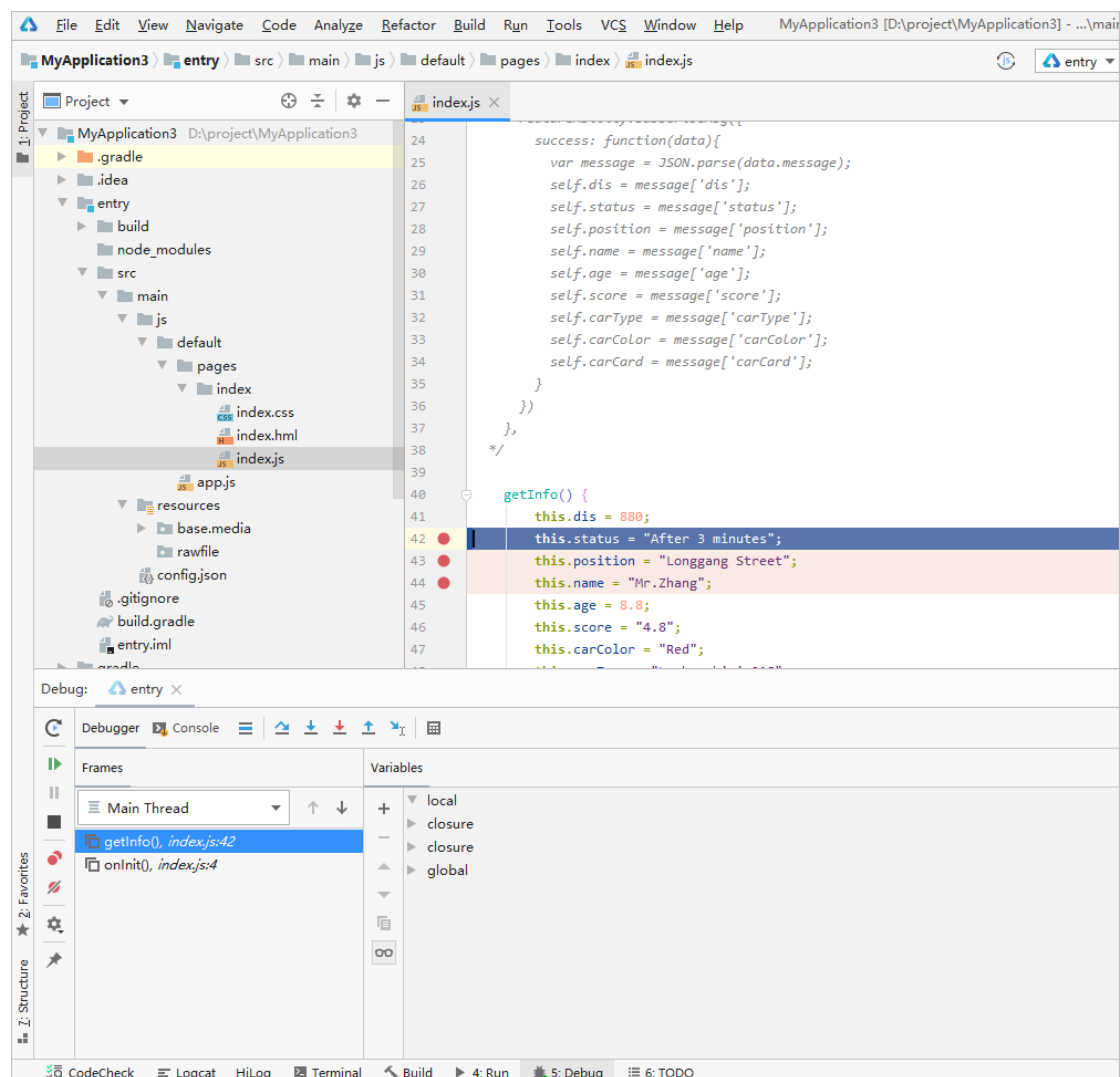 File Edit View Navigate Code Analyze Refactor Build Run Tools VCS Window Help MyApplication3 [D:\project\MyApplication3] - ...\mai
MyApplication3 entry src main js default pages index index.js entry
1: Project
Project
index.js
MyApplication3 D:\project\MyApplication3
.gradle
.idea
entry
build
node_modules
src
main
js
default
pages
index
index.css
index.hml
index.js
app.js
resources
base.media
rawfile
config.json
.gitignore
build.gradle
entry.iml
gradle
24 success: function(data){
25 var message = JSON.parse(data.message);
26 self.dis = message['dis'];
27 self.status = message['status'];
28 self.position = message['position'];
29 self.name = message['name'];
30 self.age = message['age'];
31 self.score = message['score'];
32 self.carType = message['carType'];
33 self.carColor = message['carColor'];
34 self.carCard = message['carCard'];
35 }
36 })
37 },
38 */
39
40 getInfo() {
41 this.dis = 880;
42 this.status = "After 3 minutes";
43 this.position = "Longgang Street";
44 this.name = "Mr.Zhang";
45 this.age = 8.8;
46 this.score = "4.8";
47 this.carColor = "Red";
Debug: entry
Debugger Console
Frames
Variables
Main Thread
getInfo(), index.js:42
onInit(), index.js:4
local
closure
closure
global
2: Favorites
7: Structure
CodeCheck Logcat HiLog Terminal Build 4: Run 5: Debug 6: TODO